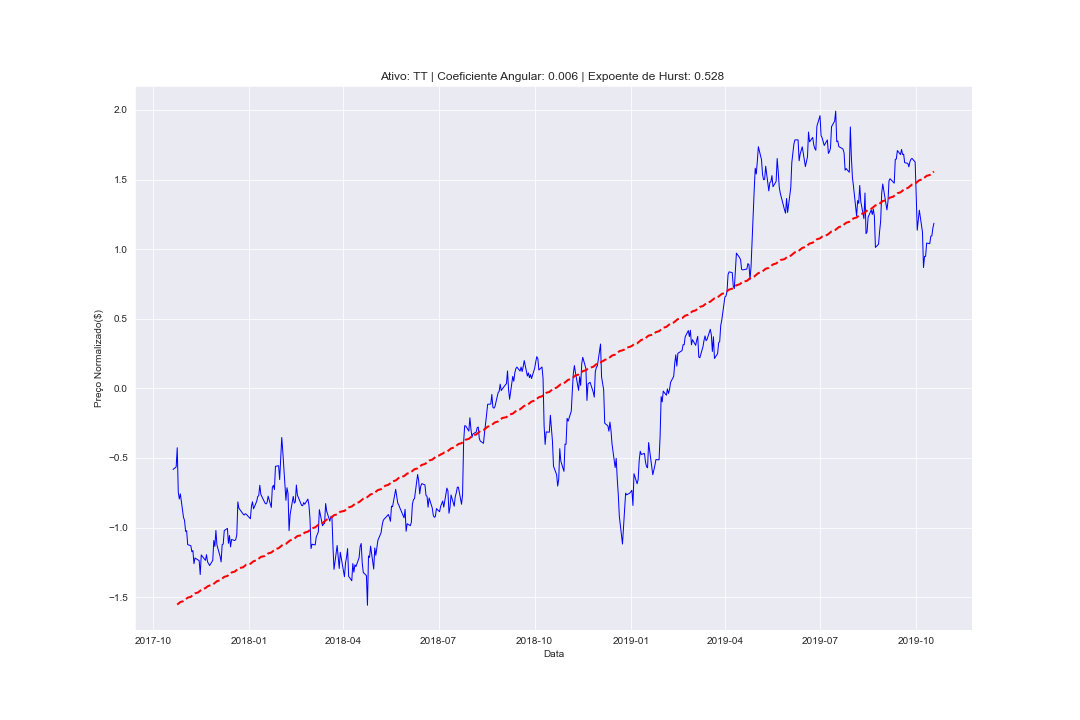 Ativo: TT | Coeficiente Angular: 0.006 | Expoente de Hurst: 0.528
Preço Normalizado($)
2.0
1.5
1.0
0.5
0.0
−0.5
−1.0
−1.5
2017-10 2018-01 2018-04 2018-07 2018-10 2019-01 2019-04 2019-07 2019-10
Data